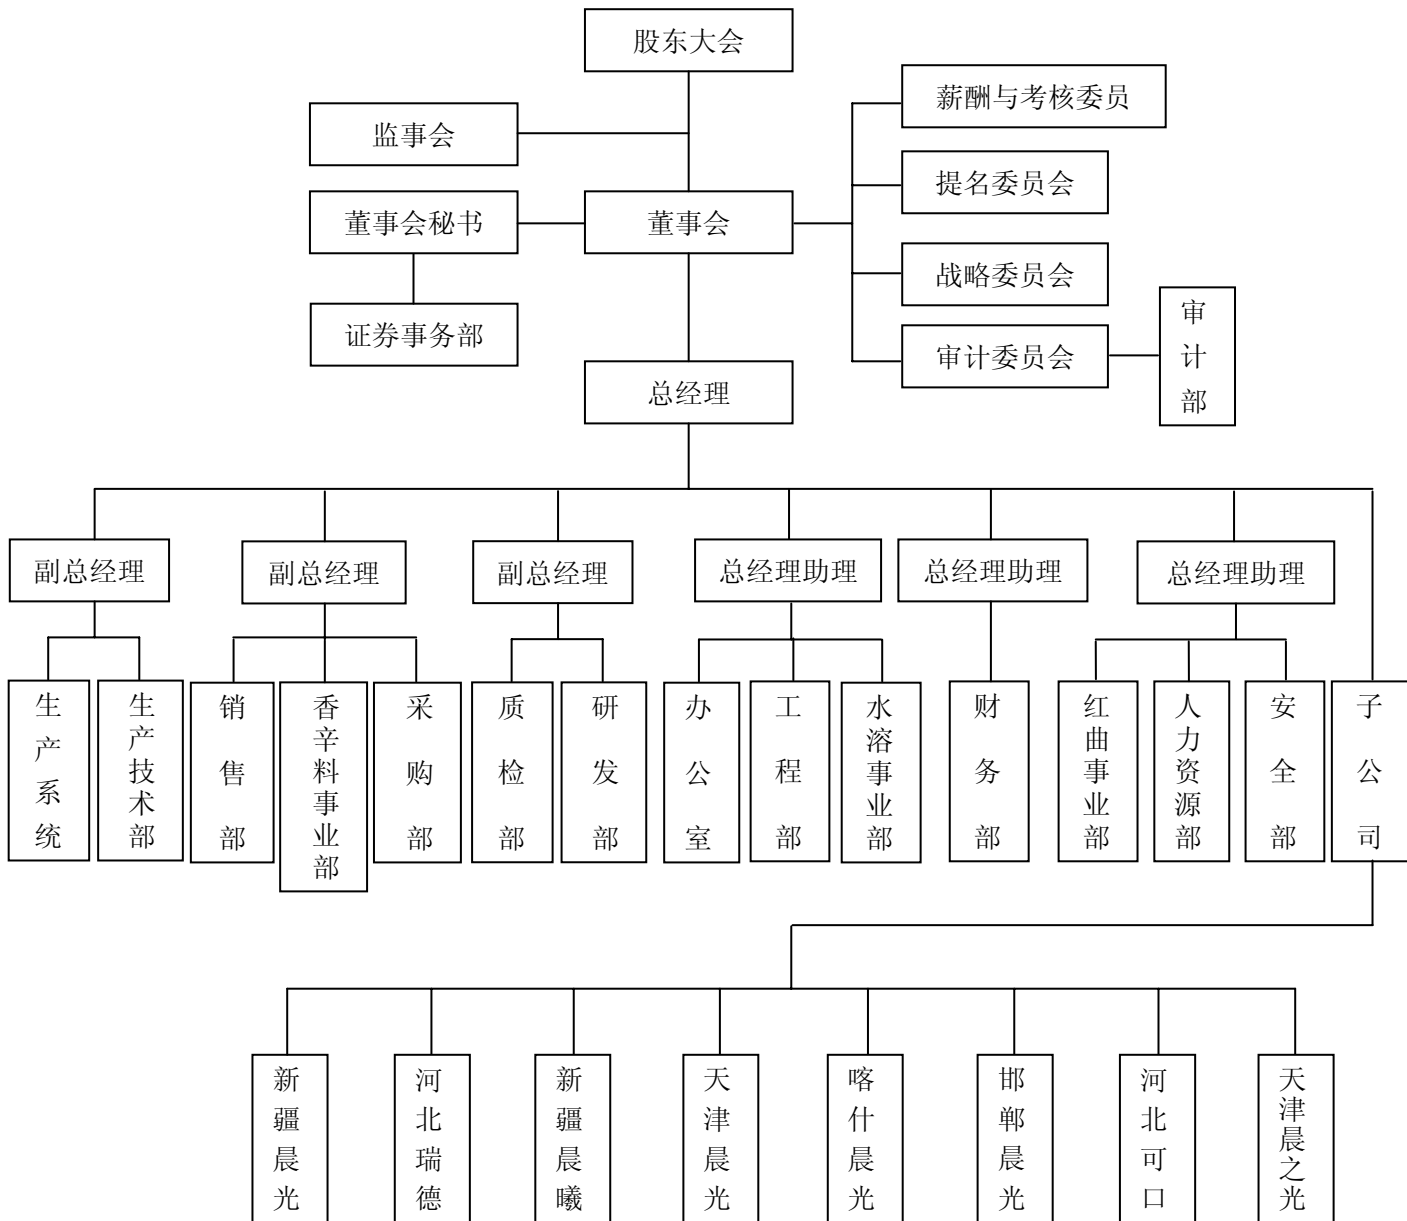 股东大会
薪酬与考核委员
监事会
提名委员会
董事会秘书
董事会
战略委员会
证券事务部
审计委员会
审计部
总经理
副总经理
副总经理
副总经理
总经理助理
总经理助理
总经理助理
生产系统
生产技术部
销售部
香辛料事业部
采购部
质检部
研发部
办公室
工程部
水溶事业部
财务部
红曲事业部
人力资源部
安全部
子公司
新疆晨光
河北瑞德
新疆晨曦
天津晨光
喀什晨光
邯郸晨光
河北可口
天津晨之光